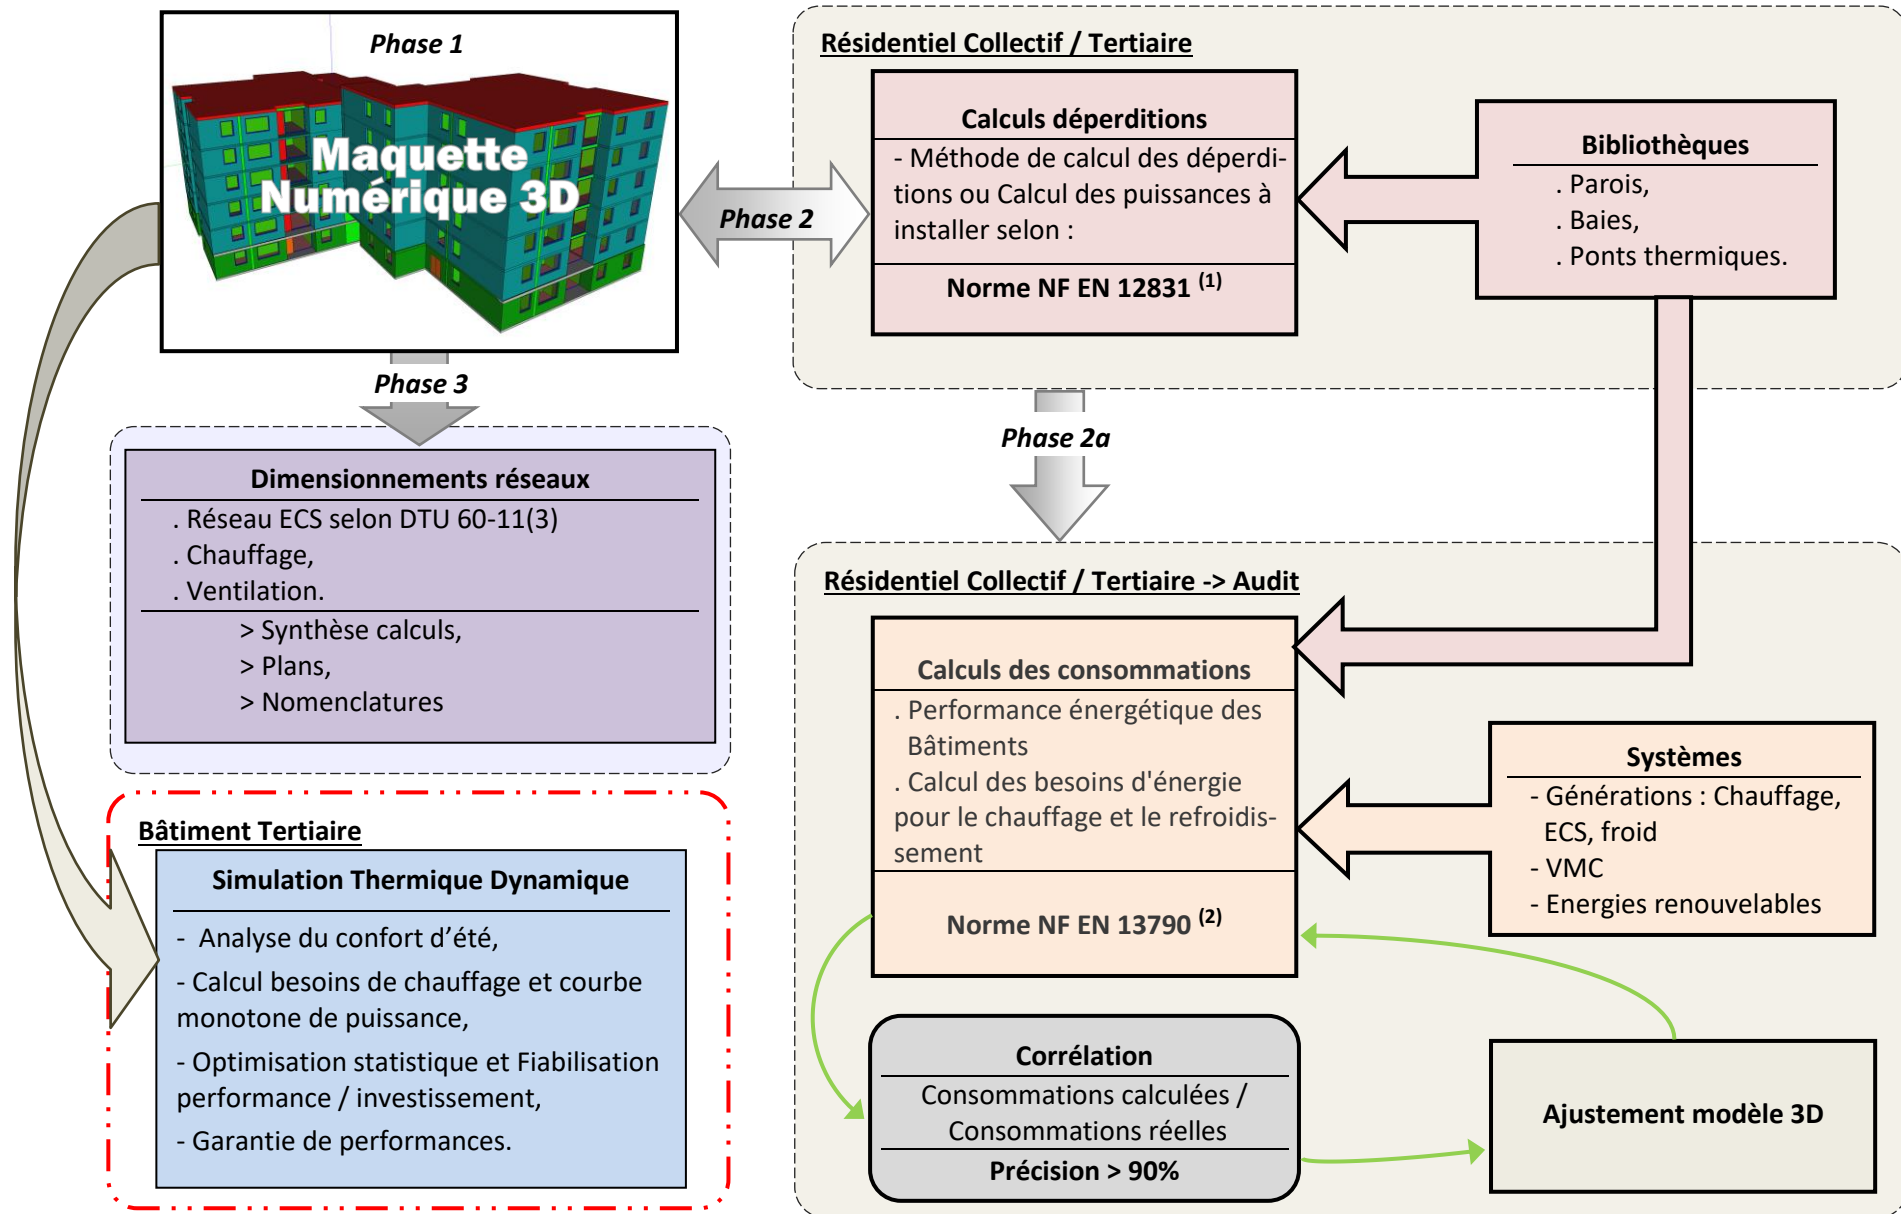 Phase 1
Maquette
Numérique 3D
Phase 2
Résidentiel Collectif / Tertiaire
Calculs déperditions
- Méthode de calcul des déperdi-
tions ou Calcul des puissances à
installer selon :
Norme NF EN 12831 (1)
Bibliothèques
. Parois,
. Baies,
. Ponts thermiques.
Phase 3
Phase 2a
Dimensionnements réseaux
. Réseau ECS selon DTU 60-11(3)
. Chauffage,
. Ventilation.
> Synthèse calculs,
> Plans,
> Nomenclatures
Bâtiment Tertiaire
Simulation Thermique Dynamique
- Analyse du confort d’été,
- Calcul besoins de chauffage et courbe
monotone de puissance,
- Optimisation statistique et Fiabilisation
performance / investissement,
- Garantie de performances.
Résidentiel Collectif / Tertiaire -> Audit
Calculs des consommations
. Performance énergétique des
Bâtiments
. Calcul des besoins d'énergie
pour le chauffage et le refroidis-
sement
Norme NF EN 13790 (2)
Systèmes
- Générations : Chauffage,
ECS, froid
- VMC
- Energies renouvelables
Corrélation
Consommations calculées /
Consommations réelles
Précision > 90%
Ajustement modèle 3D